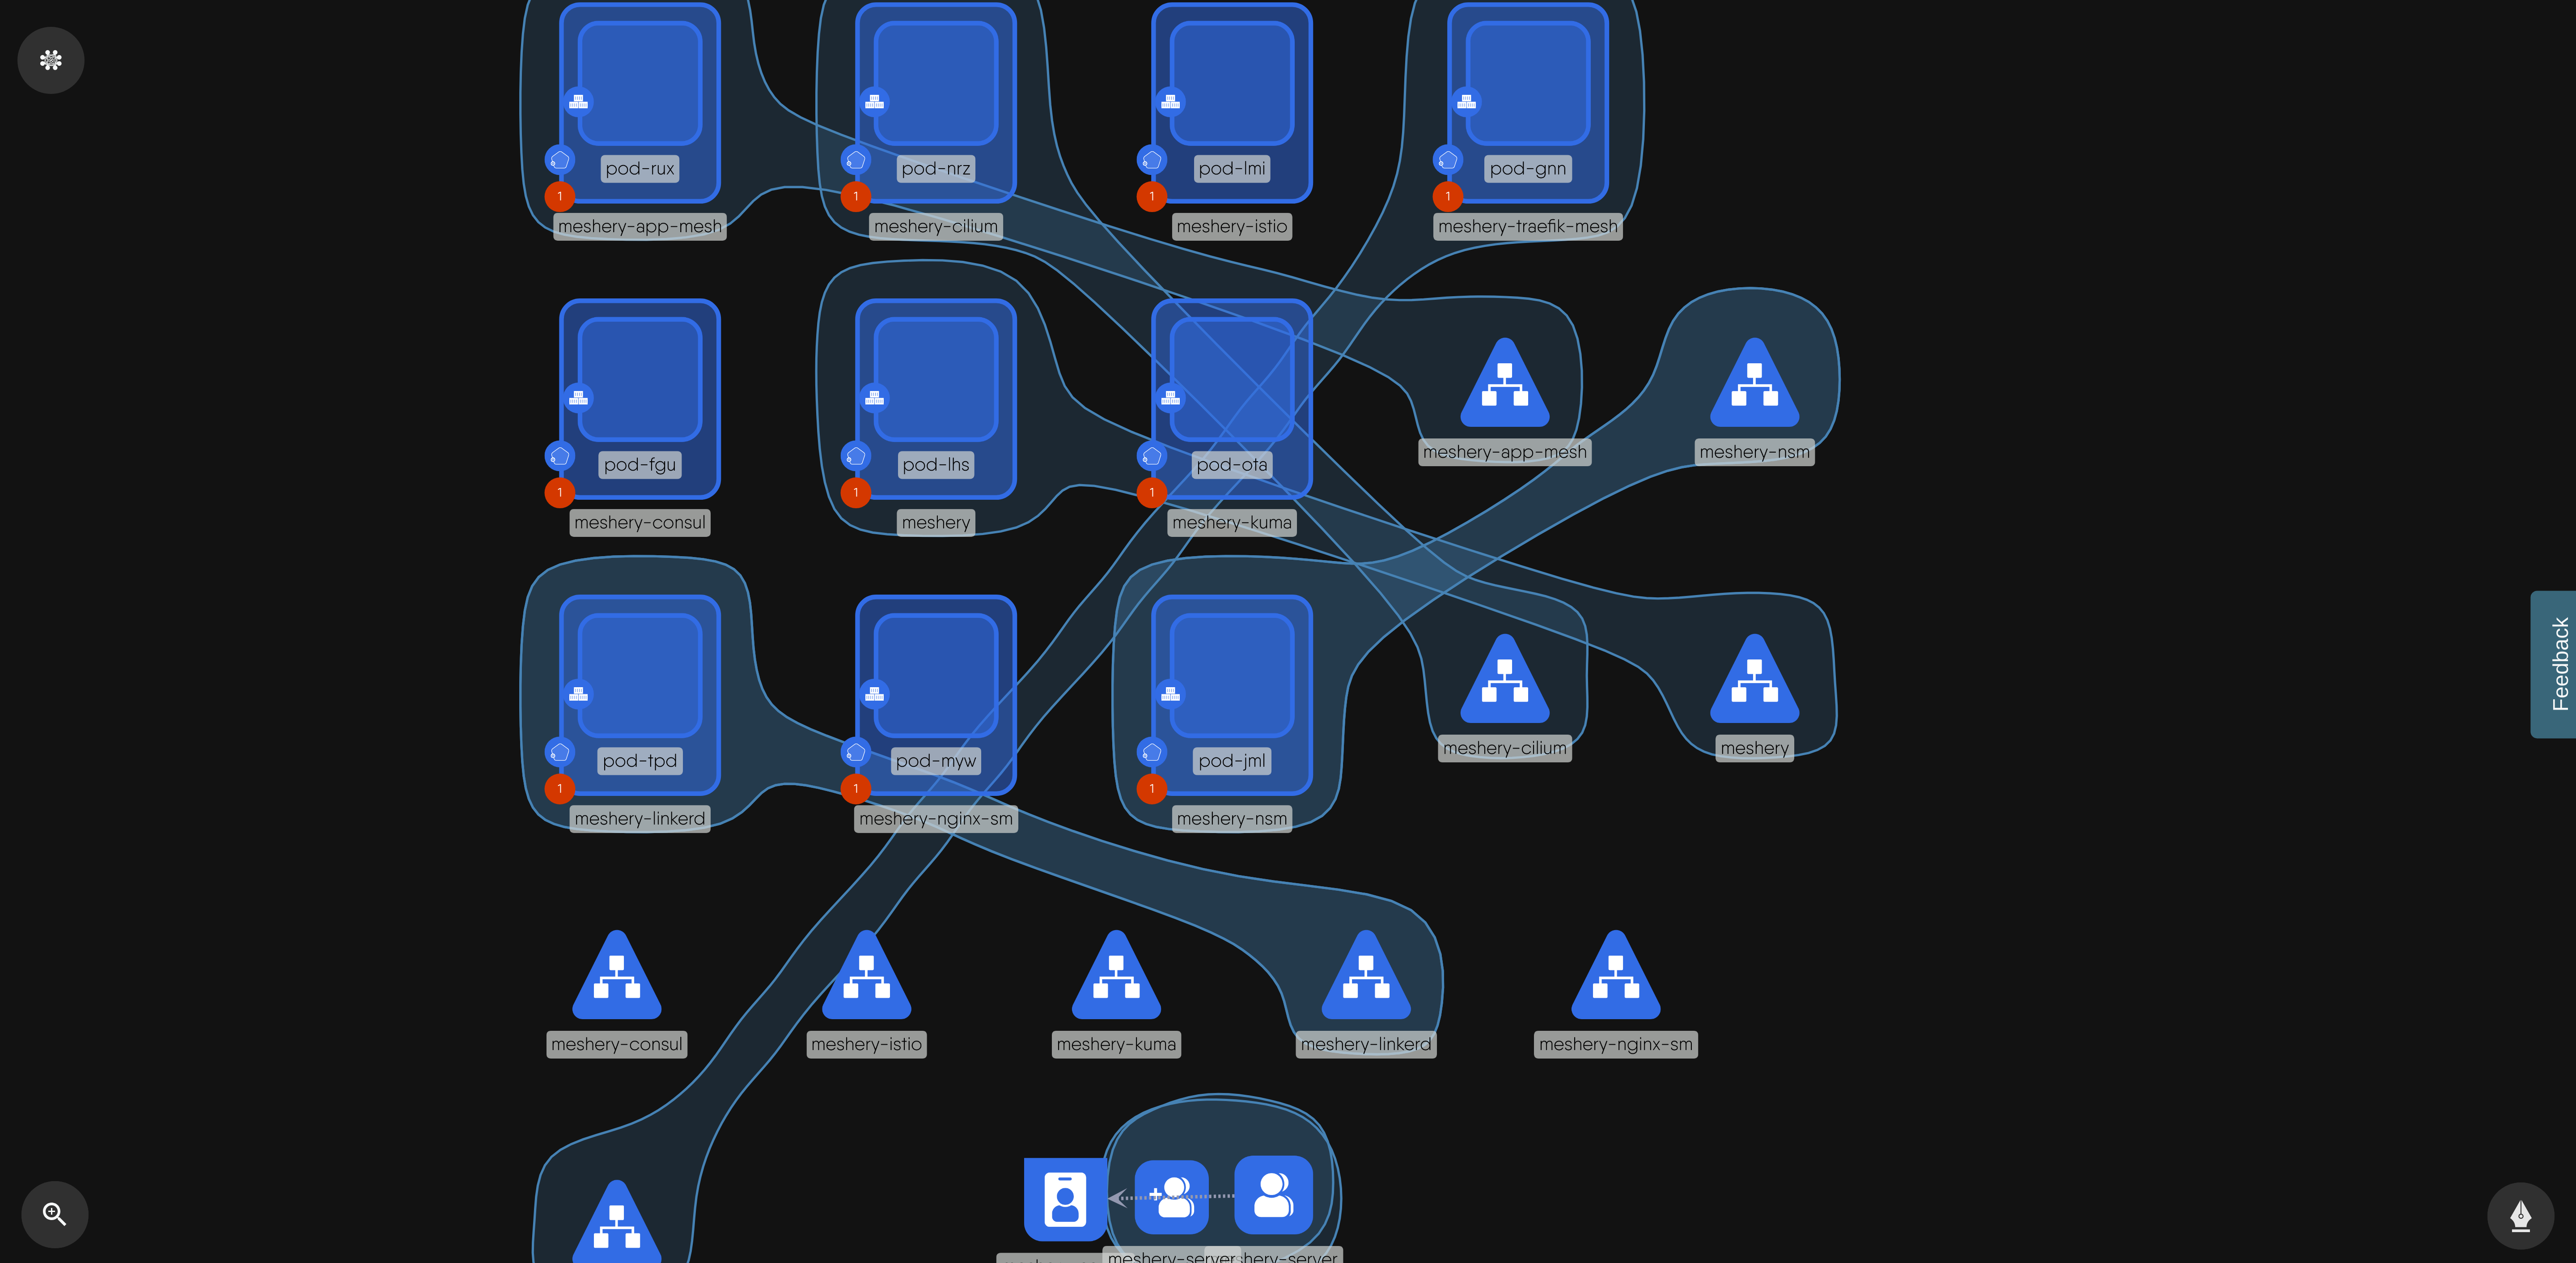 pod-rux
pod-nrz
pod-lmi
pod-gnn
1
1
1
1
meshery-app-mesh
meshery-cilium
meshery-istio
meshery-traefik-mesh
pod-fgu
pod-lhs
pod-ota
meshery-app-mesh
meshery-nsm
1
1
1
meshery-consul
meshery
meshery-kuma
Feedback
pod-tpd
pod-myw
pod-jml
meshery-cilium
meshery
1
1
1
meshery-linkerd
meshery-nginx-sm
meshery-nsm
meshery-consul
meshery-istio
meshery-kuma
meshery-linkerd
meshery-nginx-sm
meshery-server